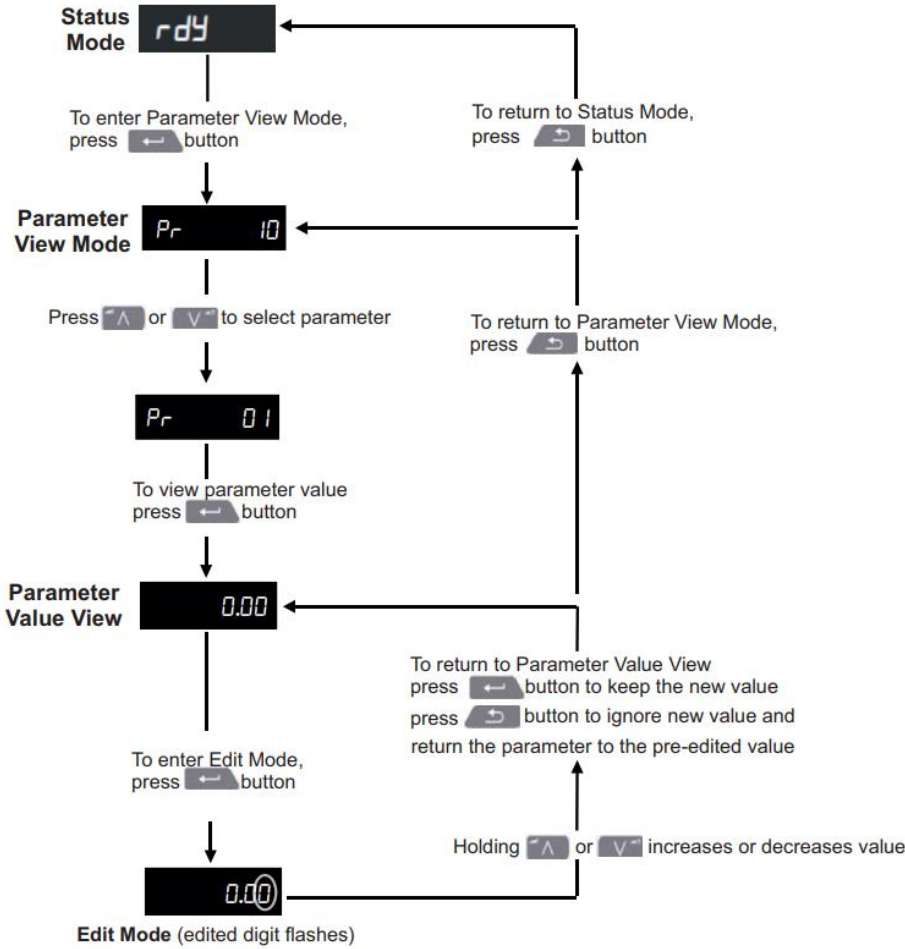 Status
Mode
rdy
To enter Parameter View Mode,
press button
To return to Status Mode,
press button
Parameter
View Mode
Pr 10
Press or to select parameter
To return to Parameter View Mode,
press button
Pr 01
To view parameter value
press button
Parameter
Value View
0.00
To return to Parameter Value View
press button to keep the new value
press button to ignore new value and
return the parameter to the pre-edited value
To enter Edit Mode,
press button
Holding or increases or decreases value
0.00
Edit Mode (edited digit flashes)